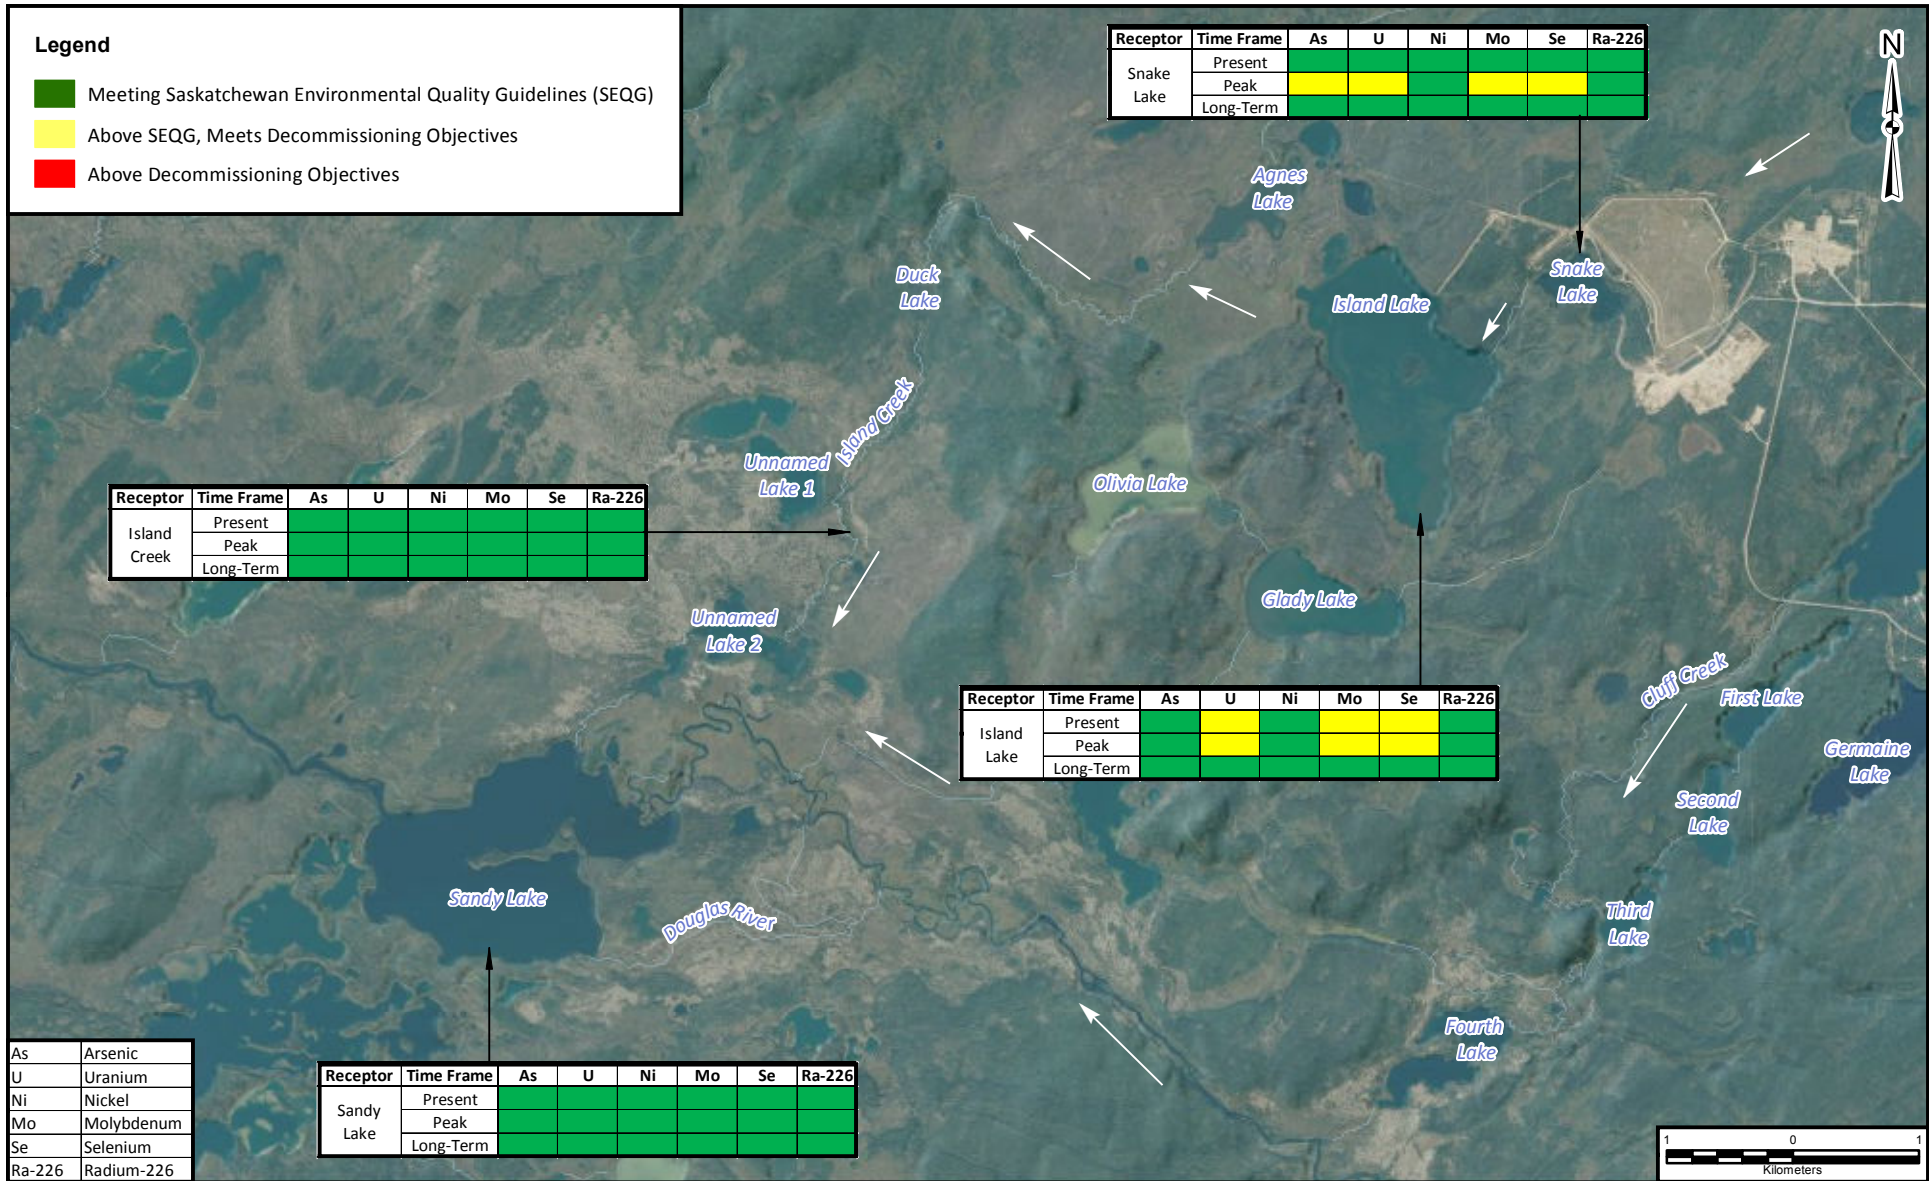 Legend
Meeting Saskatchewan Environmental Quality Guidelines (SEQG)
Above SEQG, Meets Decommissioning Objectives
Above Decommissioning Objectives
Receptor Time Frame As U Ni Mo Se Ra-226
Snake
Lake
Present
Peak
Long-Term
N
Agnes
Lake
Duck
Lake
Island Lake
Snake
Lake
Island Creek
Unnamed
Lake 1
Olivia Lake
Receptor Time Frame As U Ni Mo Se Ra-226
Island
Creek
Present
Peak
Long-Term
Glady Lake
Unnamed
Lake 2
Receptor Time Frame As U Ni Mo Se Ra-226
Island
Lake
Present
Peak
Long-Term
Cluff Creek
First Lake
Germaine
Lake
Second
Lake
Sandy Lake
Douglas River
Third
Lake
Fourth
Lake
Receptor Time Frame As U Ni Mo Se Ra-226
Sandy
Lake
Present
Peak
Long-Term
As Arsenic
U Uranium
Ni Nickel
Mo Molybdenum
Se Selenium
Ra-226 Radium-226
1 0 1
Kilometers